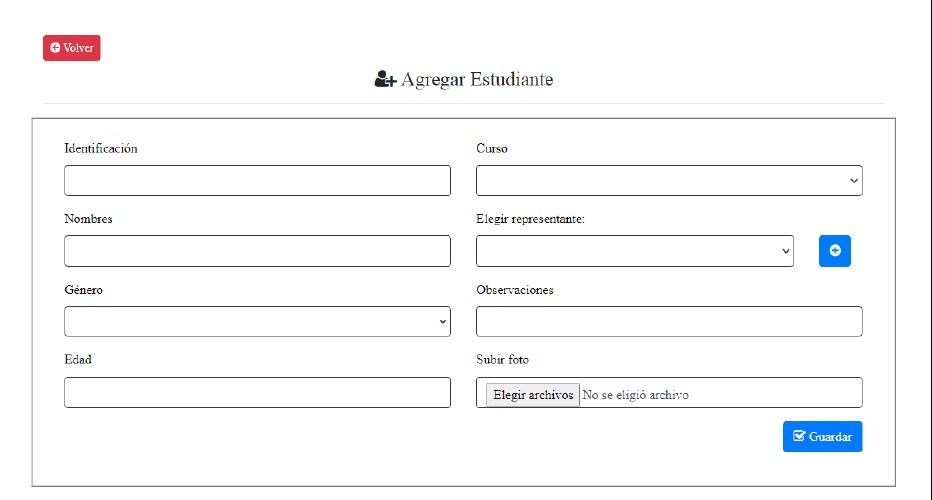 Volver
Agregar Estudiante
Identificación
Curso
Nombres
Elegir representante:
Género
Observaciones
Edad
Subir foto
Elegir archivos No se eligió archivo
Guardar